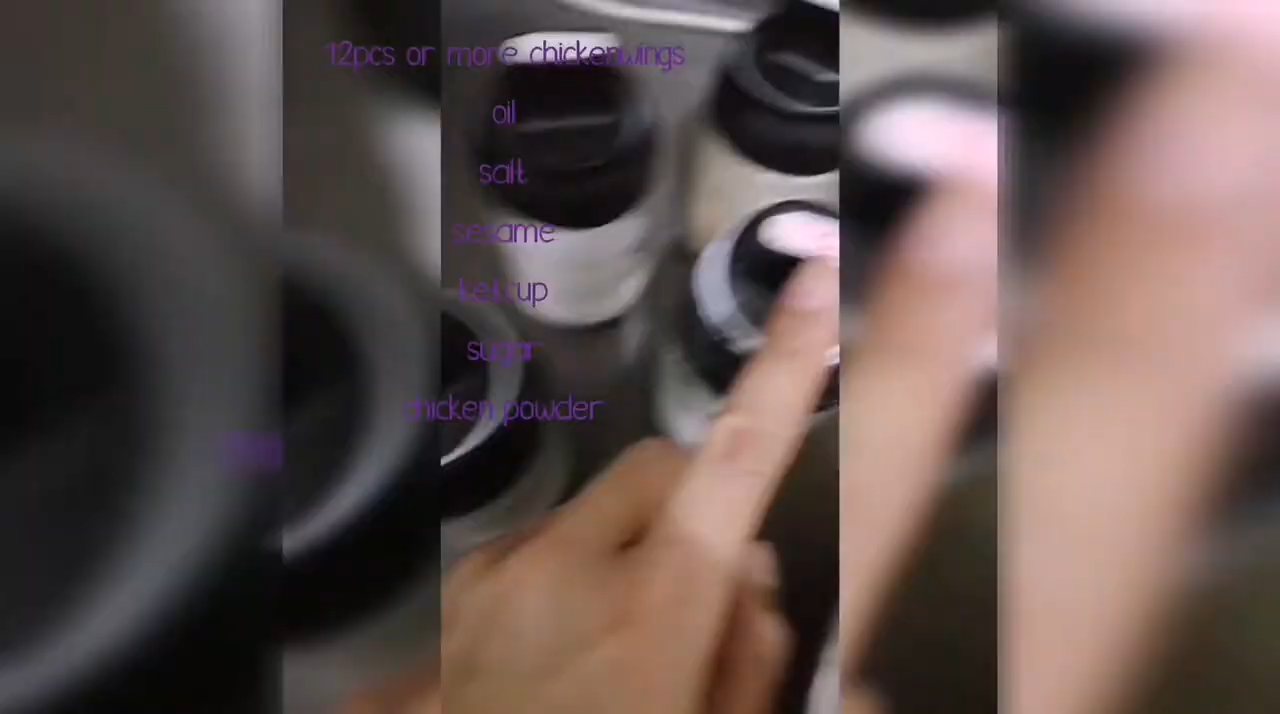 12pcs or more chickenwings
oil
salt
sesame
ketcup
sugar
chicken powder